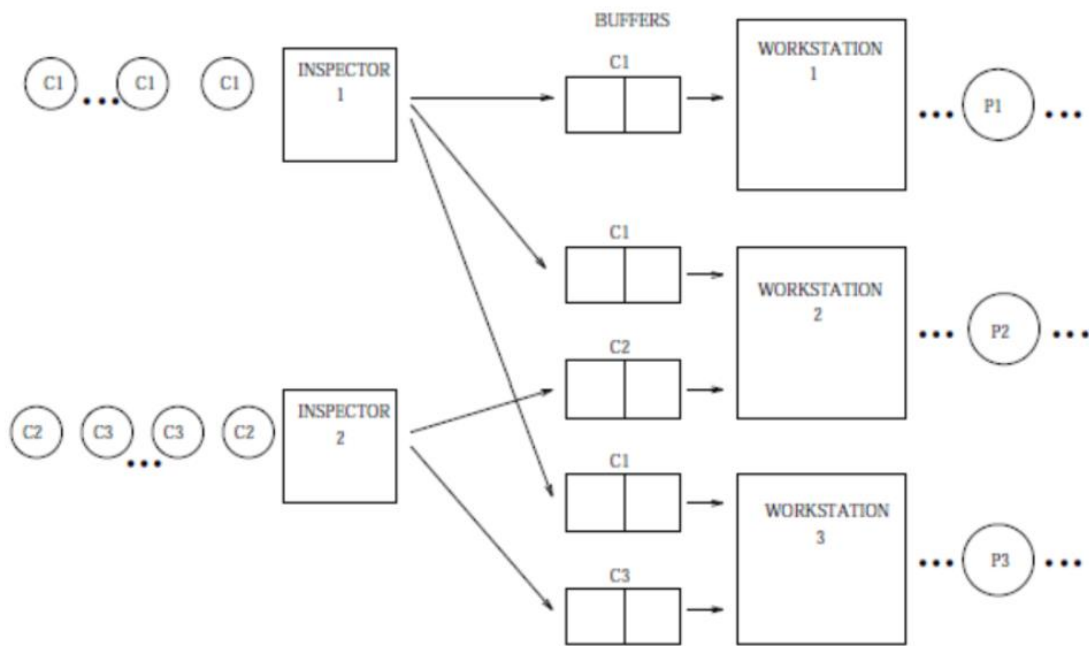 BUFFERS
C1 ... C1 C1
INSPECTOR
1
C1
WORKSTATION
1
... P1 ...
C1
WORKSTATION
2
... P2 ...
C2
C2 C3 ... C3 C2
INSPECTOR
2
C1
WORKSTATION
3
... P3 ...
C3